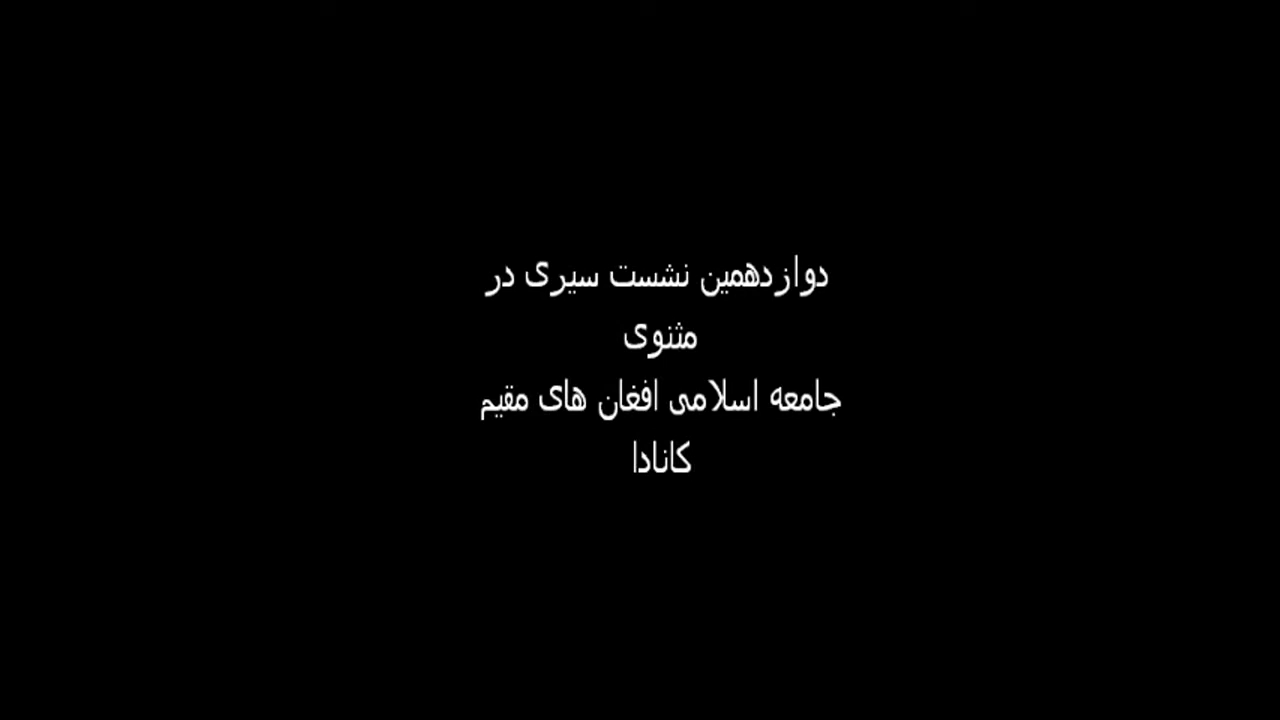 دوازدهمین نشست سیری در
مثنوی
جامعه اسلامی افغان های مقیم
کانادا